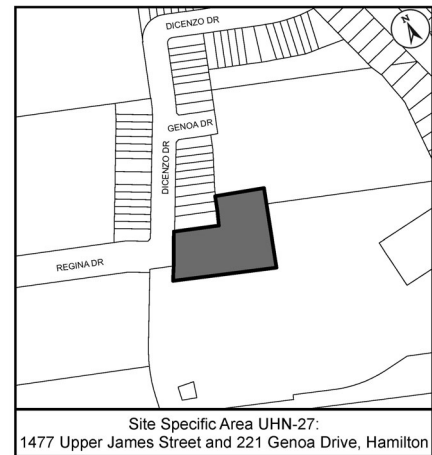 DICENZO DR
N
GENOA DR
DICENZO DR
REGINA DR
Site Specific Area UHN-27:
1477 Upper James Street and 221 Genoa Drive, Hamilton